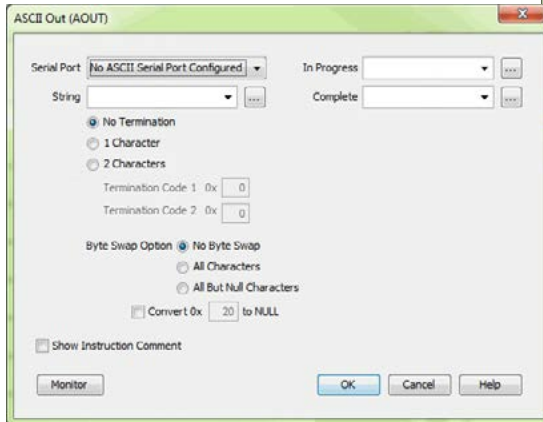 ASCII Out (AOUT)
Serial Port No ASCII Serial Port Configured In Progress ...
String ... Complete ...
No Termination
1 Character
2 Characters
Termination Code 1 0x 0
Termination Code 2 0x 0
Byte Swap Option No Byte Swap
All Characters
All But Null Characters
Convert 0x 20 to NULL
Show Instruction Comment
Monitor OK Cancel Help